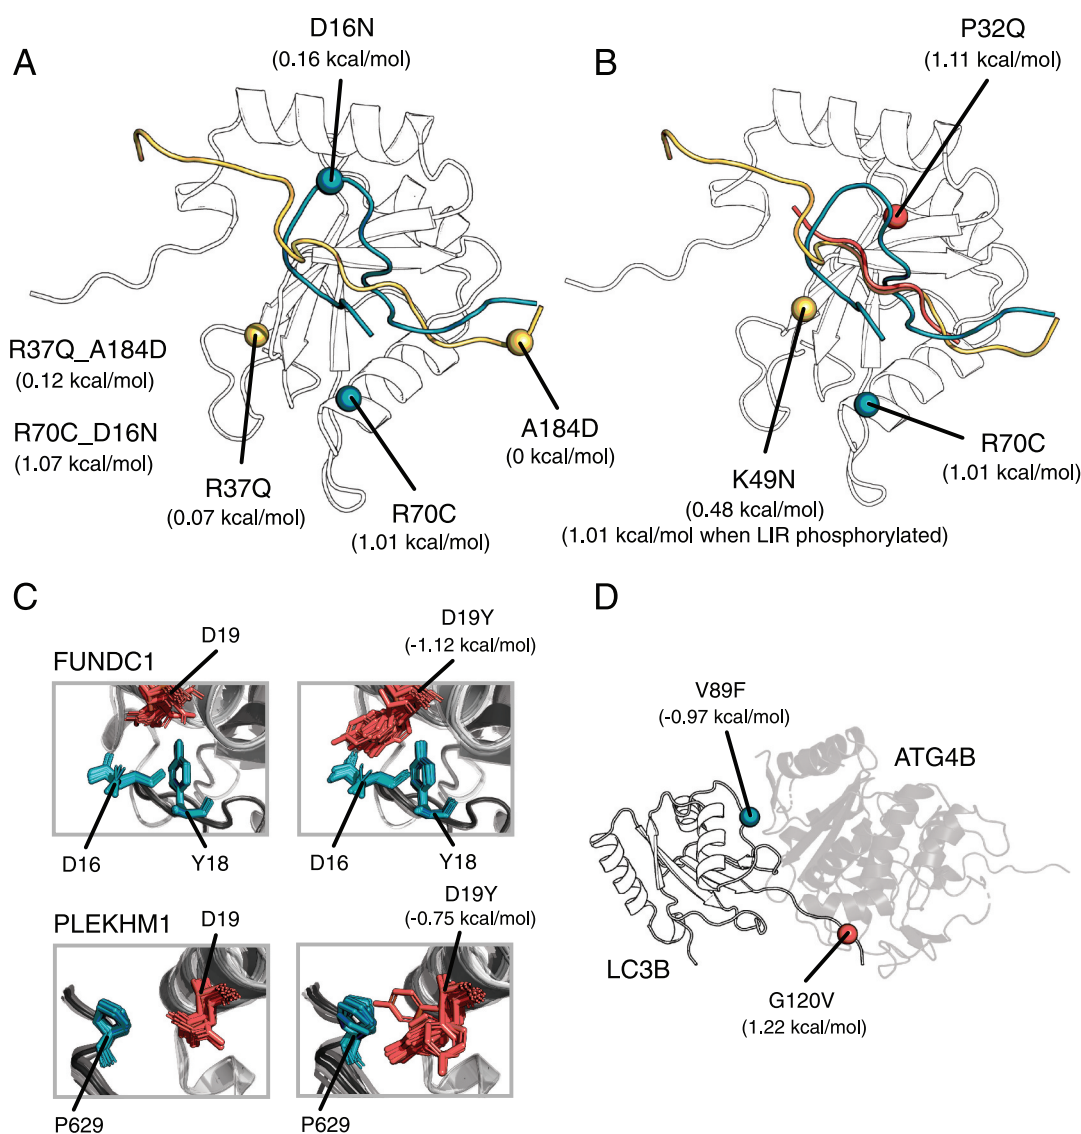 A
D16N
(0.16 kcal/mol)
R37Q_A184D
(0.12 kcal/mol)
R70C_D16N
(1.07 kcal/mol)
R37Q
(0.07 kcal/mol)
R70C
(1.01 kcal/mol)
A184D
(0 kcal/mol)
B
P32Q
(1.11 kcal/mol)
R70C
(1.01 kcal/mol)
K49N
(0.48 kcal/mol)
(1.01 kcal/mol when LIR phosphorylated)
C
FUNDC1
D19
D16
Y18
D19Y
(-1.12 kcal/mol)
D16
Y18
PLEKHM1
D19
P629
D19Y
(-0.75 kcal/mol)
P629
D
V89F
(-0.97 kcal/mol)
ATG4B
LC3B
G120V
(1.22 kcal/mol)